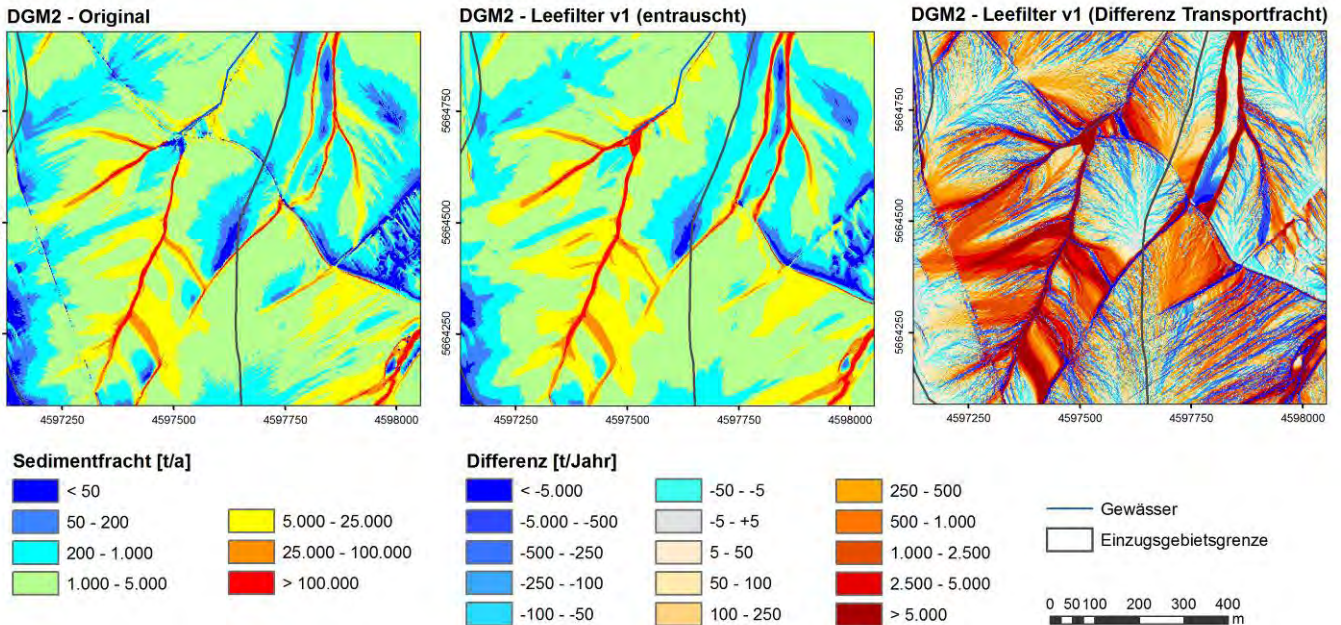 DGM2 - Original
DGM2 - Leefilter v1 (entrauscht)
DGM2 - Leefilter v1 (Differenz Transportfracht)
5664750
5664500
5664250
5664750
5664500
5664250
5664750
5664500
5664250
4597250 4597500 4597750 4598000
4597250 4597500 4597750 4598000
4597250 4597500 4597750 4598000
Sedimentfracht [t/a]
< 50
50 - 200
200 - 1.000
1.000 - 5.000
5.000 - 25.000
25.000 - 100.000
> 100.000
Differenz [t/Jahr]
< -5.000
-5.000 - -500
-500 - -250
-250 - -100
-100 - -50
-50 - -5
-5 - +5
5 - 50
50 - 100
100 - 250
250 - 500
500 - 1.000
1.000 - 2.500
2.500 - 5.000
> 5.000
Gewässer
Einzugsgebietsgrenze
0 50 100 200 300 400
m